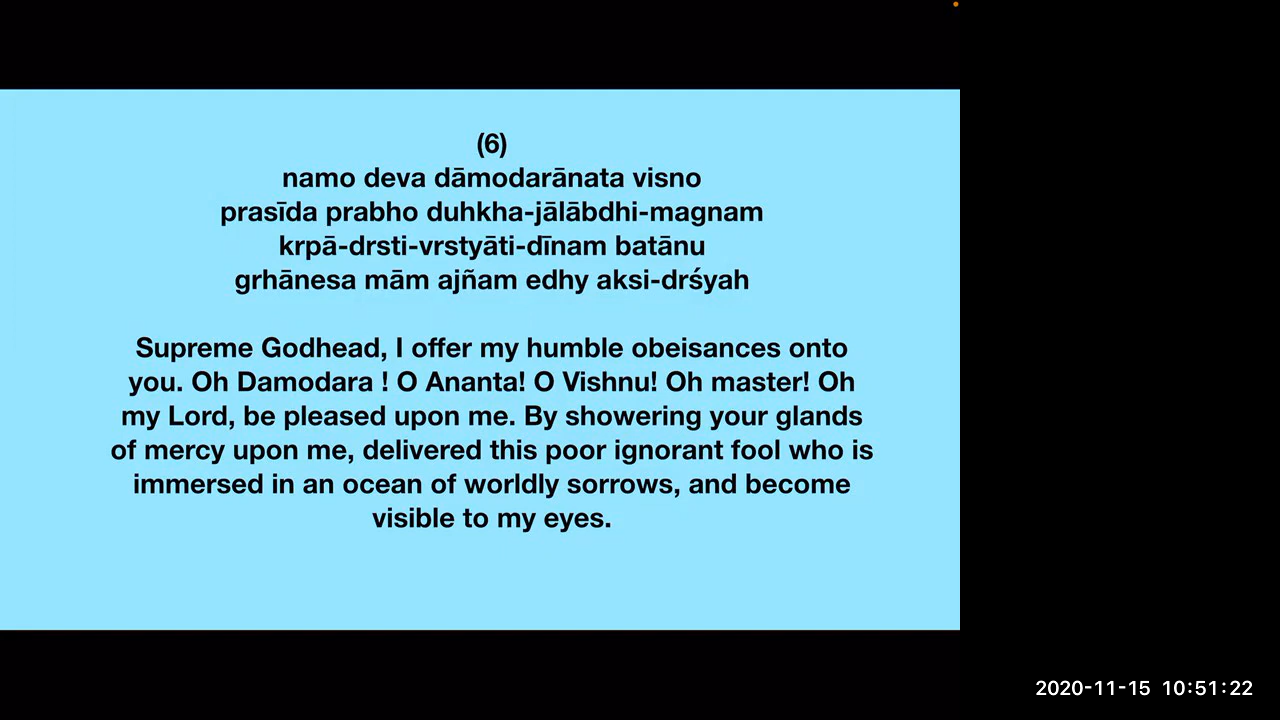 (6)
namo deva dāmodarānata visno
prasīda prabho duhkha-jālābdhi-magnam
krpā-drsti-vrstyāti-dīnam batānu
grhānesa mām ajñam edhy aksi-drśyah
Supreme Godhead, I offer my humble obeisances onto
you. Oh Damodara ! O Ananta! O Vishnu! Oh master! Oh
my Lord, be pleased upon me. By showering your glands
of mercy upon me, delivered this poor ignorant fool who is
immersed in an ocean of worldly sorrows, and become
visible to my eyes.
2020-11-15 10:51:22